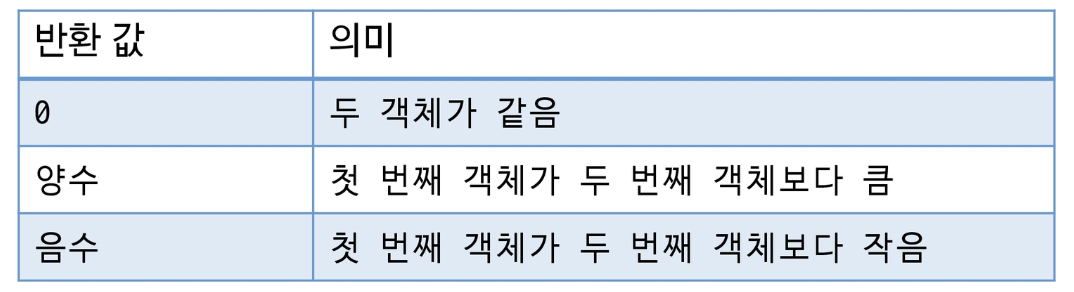 반환 값 의미
0 두 객체가 같음
양수 첫 번째 객체가 두 번째 객체보다 큼
음수 첫 번째 객체가 두 번째 객체보다 작음